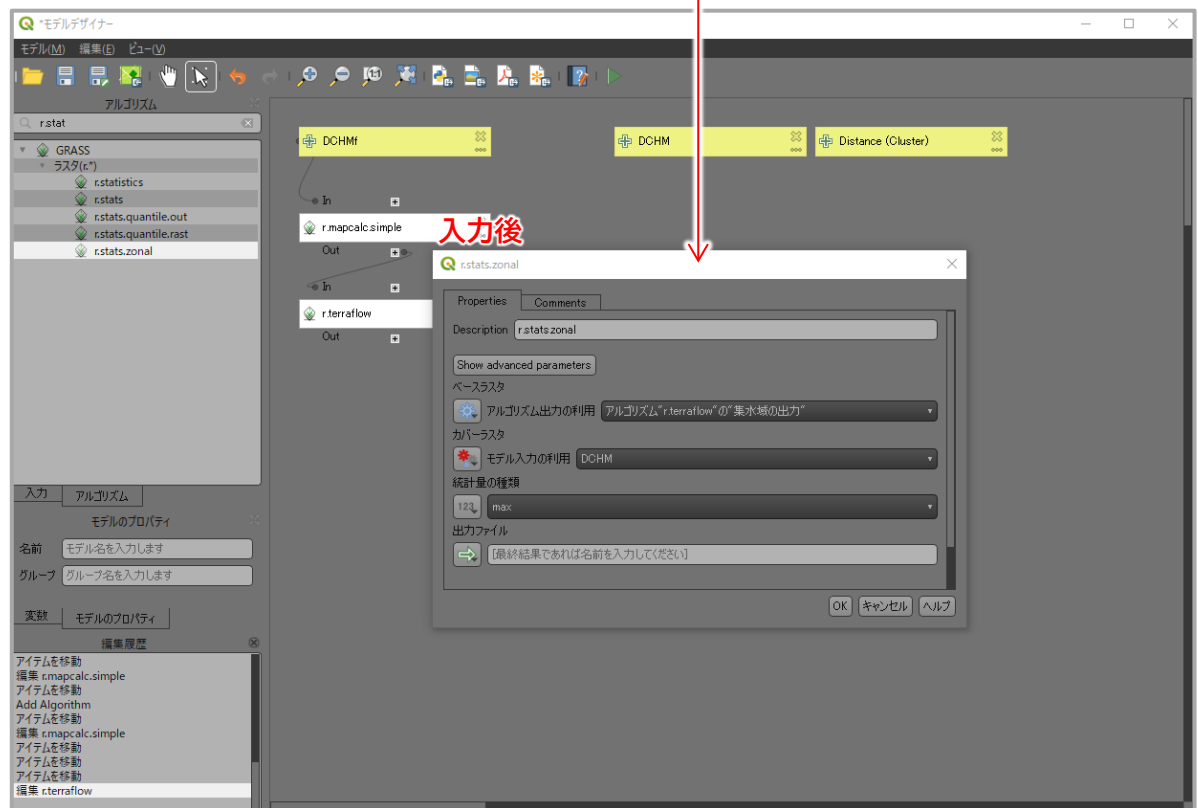 *モデルデザイナー
モデル(M) 編集(E) ビュー(V)
アルゴリズム
r.stat
GRASS
ラスタ(r.*)
r.statistics
r.stats
r.stats.quantile.out
r.stats.quantile.rast
r.stats.zonal
入力 アルゴリズム
モデルのプロパティ
名前 モデル名を入力します
グループ グループ名を入力します
変数 モデルのプロパティ
編集履歴
アイテムを移動
編集 r.mapcalc.simple
アイテムを移動
Add Algorithm
アイテムを移動
編集 r.mapcalc.simple
アイテムを移動
アイテムを移動
アイテムを移動
編集 r.terraflow
DCHMf DCHM Distance (Cluster)
In
r.mapcalc.simple
Out
In
r.terraflow
Out
入力後
r.stats.zonal
Properties Comments
Description r.stats.zonal
Show advanced parameters
ベースラスタ
アルゴリズム出力の利用 アルゴリズム"r.terraflow"の"集水域の出力"
カバーラスタ
モデル入力の利用 DCHM
統計量の種類
123 max
出力ファイル
[最終結果であれば名前を入力してください]
OK キャンセル ヘルプ